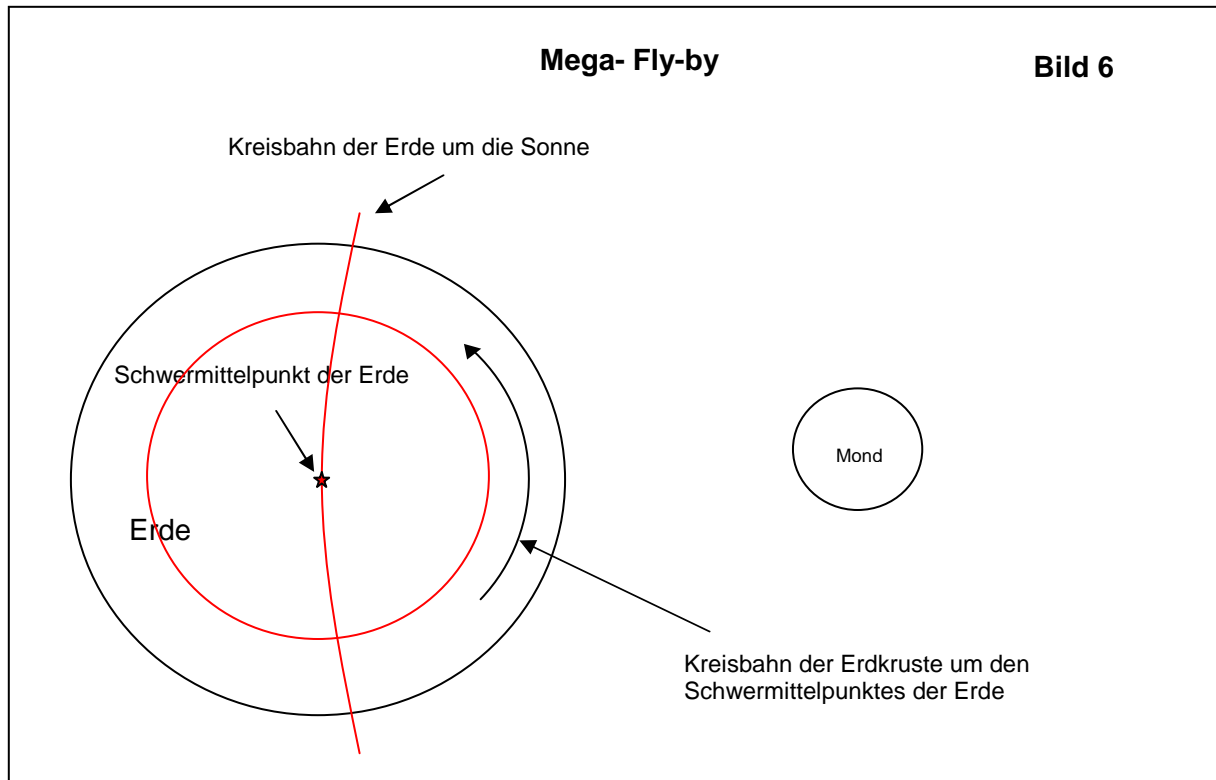 Mega- Fly-by
Bild 6
Kreisbahn der Erde um die Sonne
Schwermittelpunkt der Erde
Mond
Erde
Kreisbahn der Erdkruste um den
Schwermittelpunktes der Erde